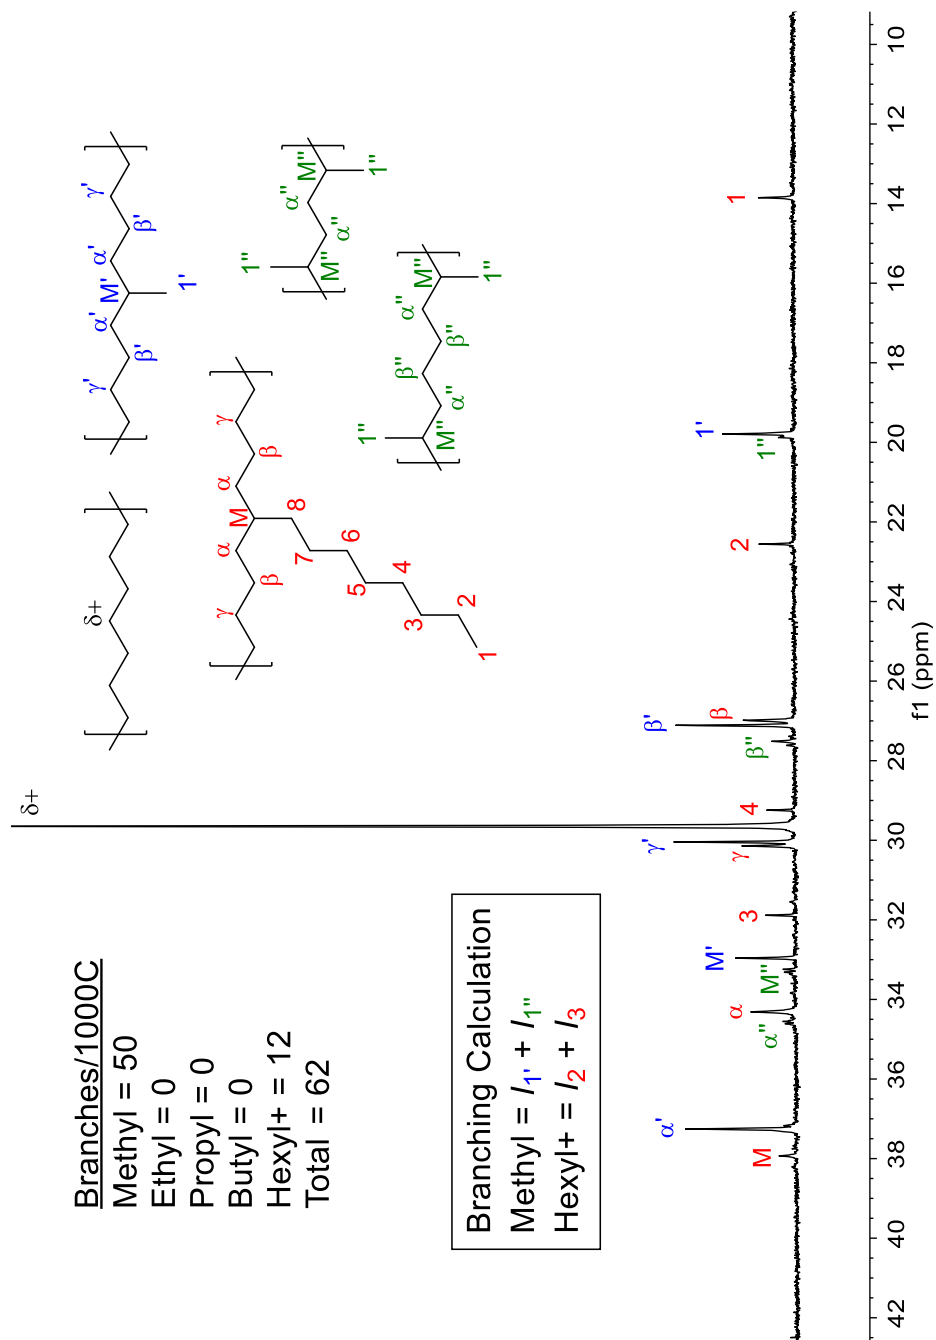 Branches/1000C
Methyl = 50
Ethyl = 0
Propyl = 0
Butyl = 0
Hexyl+ = 12
Total = 62
δ+
δ+
γ' α' M' α' γ'
β' β'
1'
γ α M α γ
β β
8
7
6
5
4
3
2
1
1"
α"
M"
M" α"
1"
1"
β" α"
M"
M" α" β"
1"
Branching Calculation
Methyl = I1' + I1"
Hexyl+ = I2 + I3
M
α'
α"
α
M"
M'
3
γ
γ'
4
β"
β'
β
2
1"
1'
1
42 40 38 36 34 32 30 28 26 24 22 20 18 16 14 12 10
f1 (ppm)